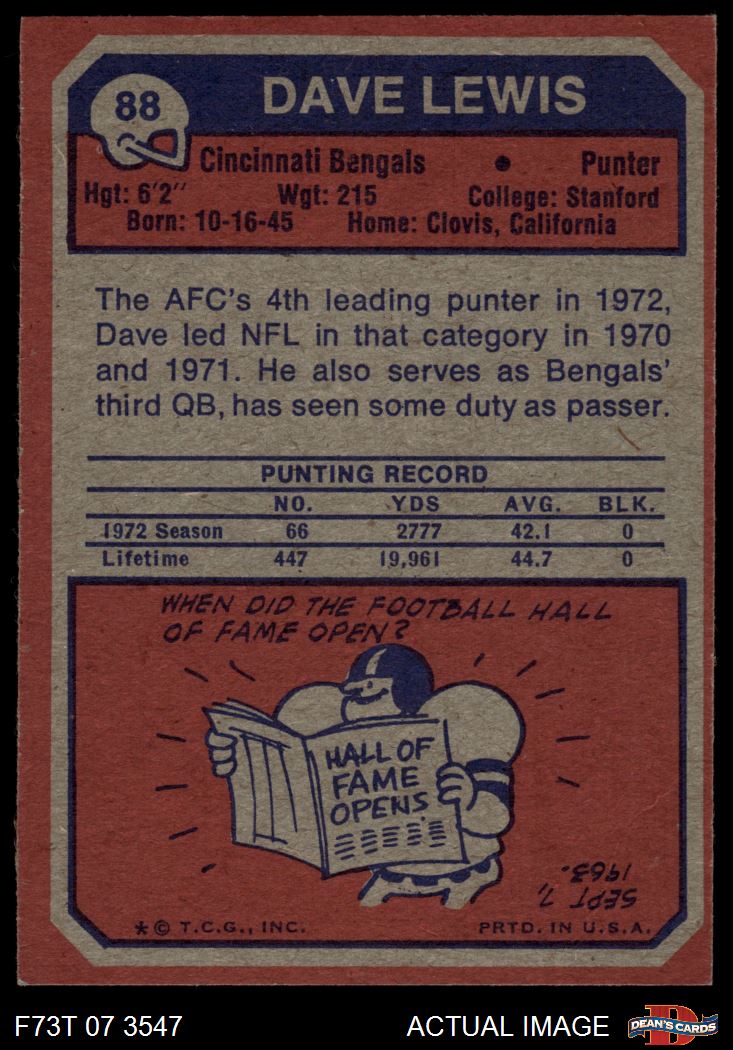 88
DAVE LEWIS
Cincinnati Bengals • Punter
Hgt: 6'2" Wgt: 215 College: Stanford
Born: 10-16-45 Home: Clovis, California
The AFC's 4th leading punter in 1972,
Dave led NFL in that category in 1970
and 1971. He also serves as Bengals'
third QB, has seen some duty as passer.
PUNTING RECORD
NO. YDS AVG. BLK.
1972 Season 66 2777 42.1 0
Lifetime 447 19,961 44.7 0
WHEN DID THE FOOTBALL HALL
OF FAME OPEN?
HALL OF
FAME
OPENS
SEPT 7,
1963.
* © T.C.G., INC. PRTD. IN U.S.A.
F73T 07 3547 ACTUAL IMAGE
D
DEAN'S CARDS